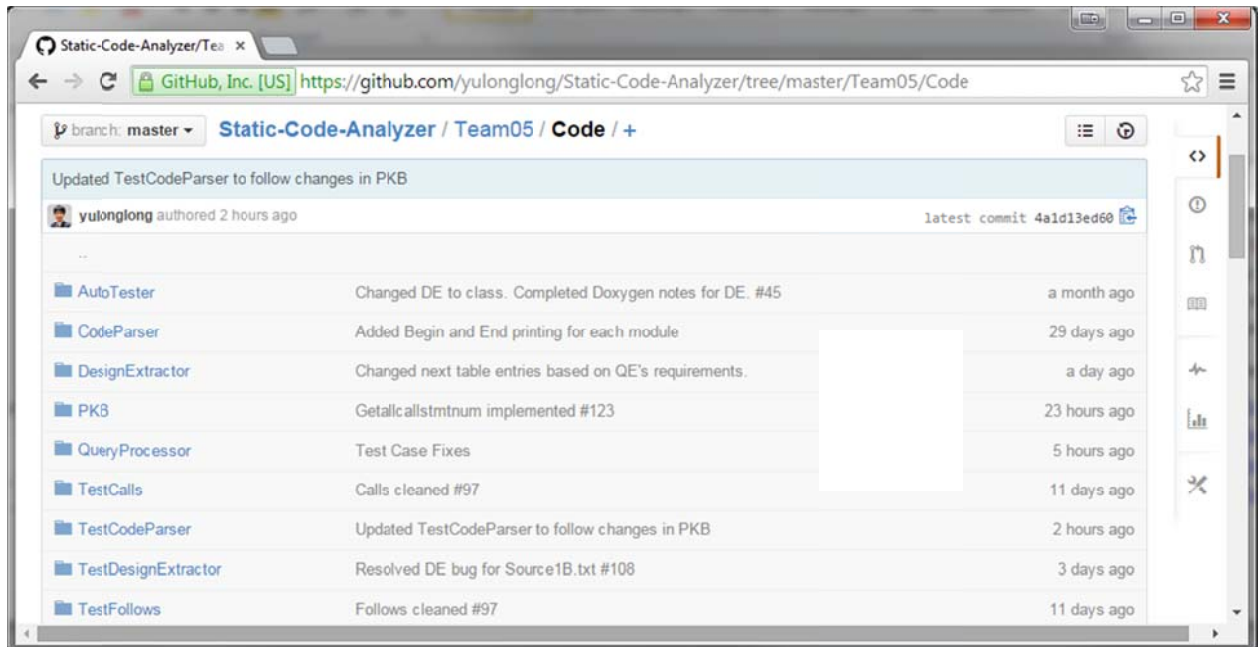 Static-Code-Analyzer/Tea
GitHub, Inc. [US] https://github.com/yulonglong/Static-Code-Analyzer/tree/master/Team05/Code
branch: master Static-Code-Analyzer / Team05 / Code / +
Updated TestCodeParser to follow changes in PKB
yulonglong authored 2 hours ago latest commit 4a1d13ed60
..
AutoTester Changed DE to class. Completed Doxygen notes for DE. #45 a month ago
CodeParser Added Begin and End printing for each module 29 days ago
DesignExtractor Changed next table entries based on QE's requirements. a day ago
PKB Getallcallstmtnum implemented #123 23 hours ago
QueryProcessor Test Case Fixes 5 hours ago
TestCalls Calls cleaned #97 11 days ago
TestCodeParser Updated TestCodeParser to follow changes in PKB 2 hours ago
TestDesignExtractor Resolved DE bug for Source1B.txt #108 3 days ago
TestFollows Follows cleaned #97 11 days ago